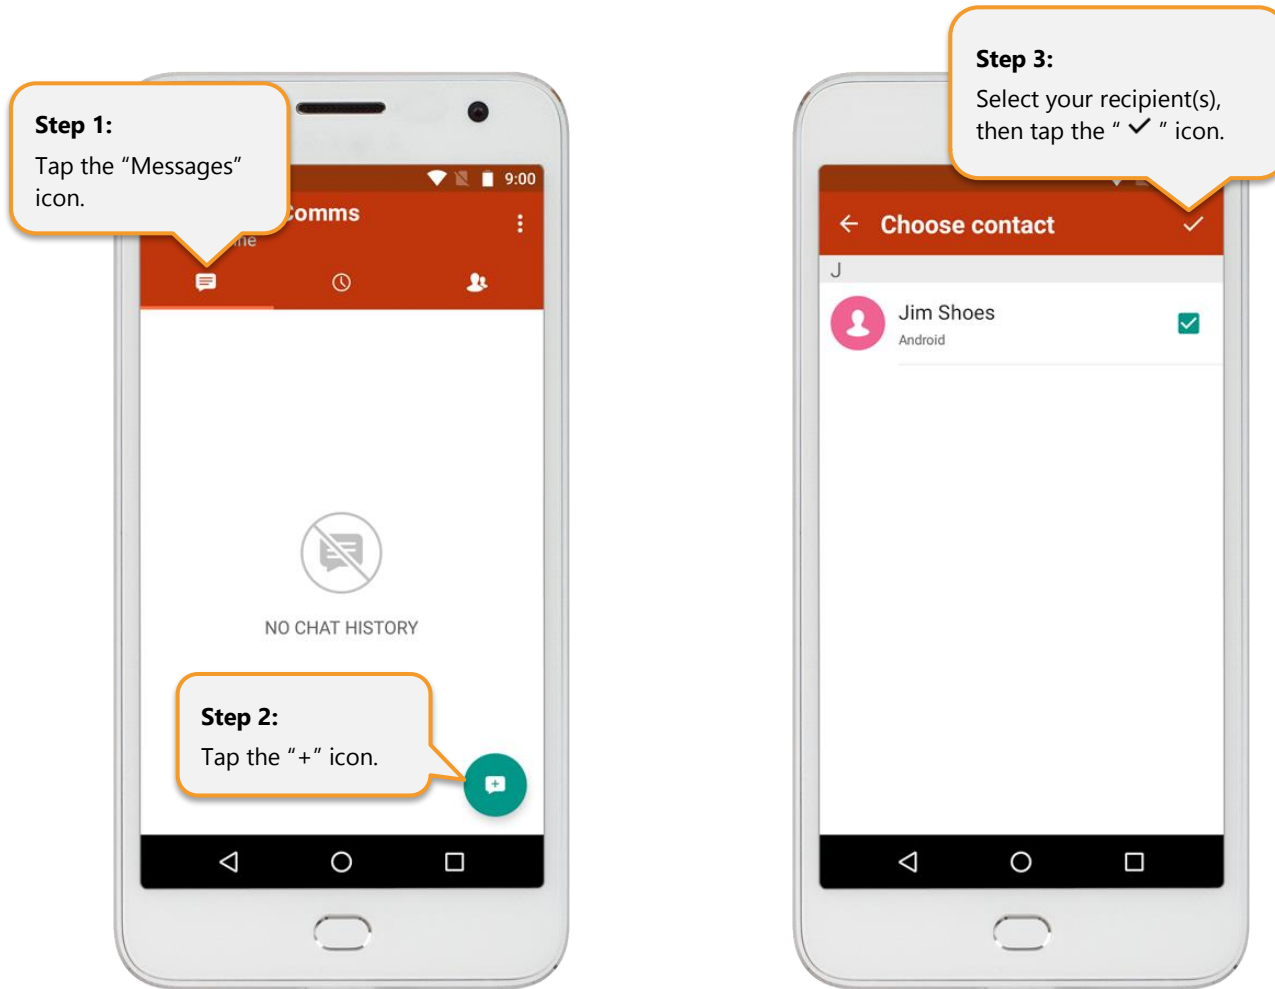 Step 1:
Tap the “Messages”
icon.
9:00
Comms
NO CHAT HISTORY
Step 2:
Tap the “+” icon.
Step 3:
Select your recipient(s),
then tap the “ ✓ ” icon.
Choose contact
J
Jim Shoes
Android